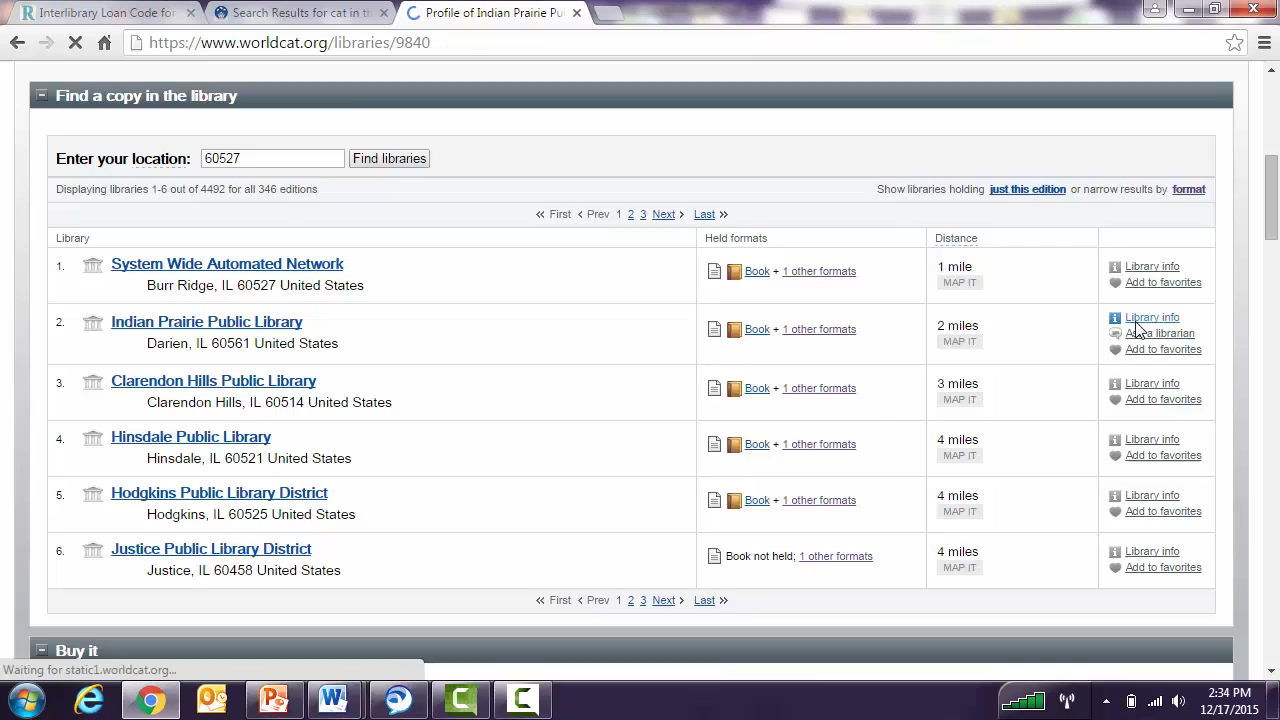 Interlibrary Loan Code for
Search Results for cat in th
Profile of Indian Prairie Pu
https://www.worldcat.org/libraries/9840
Find a copy in the library
Enter your location: 60527 Find libraries
Displaying libraries 1-6 out of 4492 for all 346 editions
Show libraries holding just this edition or narrow results by format
« First ‹ Prev 1 2 3 Next › Last »
Library Held formats Distance
1. System Wide Automated Network Book + 1 other formats 1 mile Library info
Burr Ridge, IL 60527 United States MAP IT Add to favorites
2. Indian Prairie Public Library Book + 1 other formats 2 miles Library info
Darien, IL 60561 United States MAP IT a librarian
Add to favorites
3. Clarendon Hills Public Library Book + 1 other formats 3 miles Library info
Clarendon Hills, IL 60514 United States MAP IT Add to favorites
4. Hinsdale Public Library Book + 1 other formats 4 miles Library info
Hinsdale, IL 60521 United States MAP IT Add to favorites
5. Hodgkins Public Library District Book + 1 other formats 4 miles Library info
Hodgkins, IL 60525 United States MAP IT Add to favorites
6. Justice Public Library District Book not held; 1 other formats 4 miles Library info
Justice, IL 60458 United States MAP IT Add to favorites
« First ‹ Prev 1 2 3 Next › Last »
Buy it
Waiting for static1.worldcat.org...
2:34 PM
12/17/2015